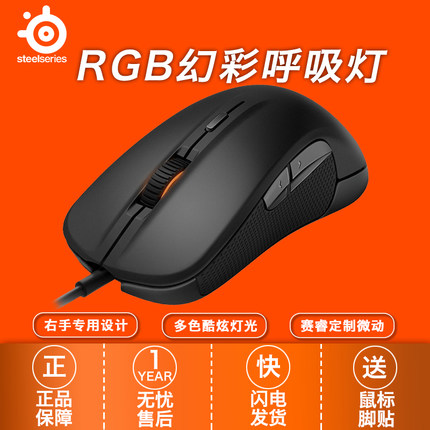 steelseries
RGB幻彩呼吸灯
右手专用设计
多色酷炫灯光
赛睿定制微动
正
正品
保障
1
YEAR
无忧
售后
快
闪电
发货
送
鼠标
脚贴